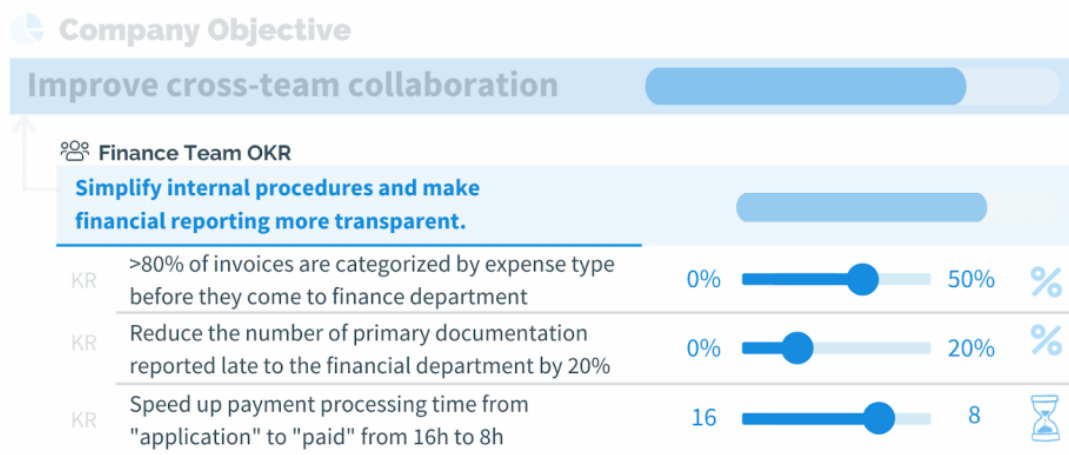 Company Objective
Improve cross-team collaboration
Finance Team OKR
Simplify internal procedures and make
financial reporting more transparent.
KR
>80% of invoices are categorized by expense type
before they come to finance department
0%
50%
%
KR
Reduce the number of primary documentation
reported late to the financial department by 20%
0%
20%
%
KR
Speed up payment processing time from
"application" to "paid" from 16h to 8h
16
8